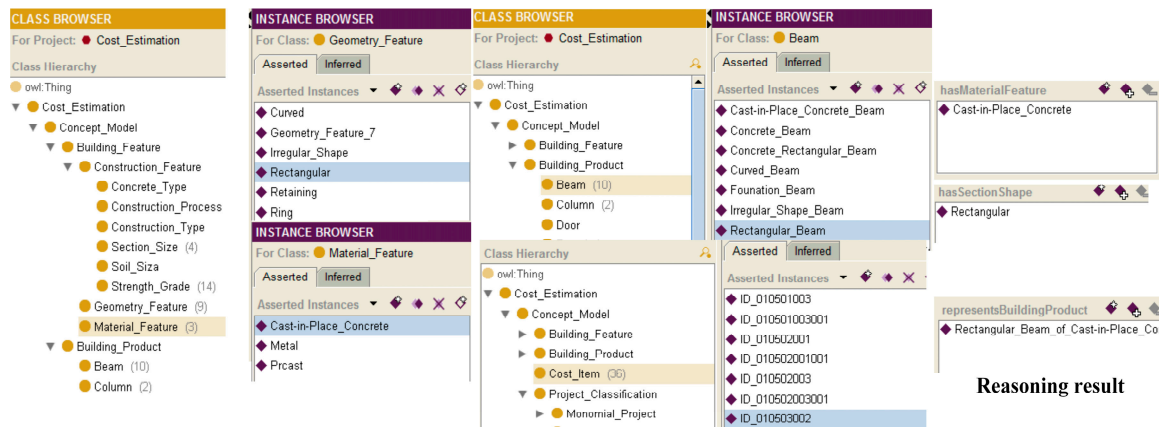 CLASS BROWSER
For Project: Cost_Estimation
Class Hierarchy
owl:Thing
Cost_Estimation
Concept_Model
Building_Feature
Construction_Feature
Concrete_Type
Construction_Process
Construction_Type
Section_Size (4)
Soil_Siza
Strength_Grade (14)
Geometry_Feature (9)
Material_Feature (3)
Building_Product
Beam (10)
Column (2)
INSTANCE BROWSER
For Class: Geometry_Feature
Asserted Inferred
Asserted Instances
Curved
Geometry_Feature_7
Irregular_Shape
Rectangular
Retaining
Ring
INSTANCE BROWSER
For Class: Material_Feature
Asserted Inferred
Asserted Instances
Cast-in-Place_Concrete
Metal
Prcast
CLASS BROWSER
For Project: Cost_Estimation
Class Hierarchy
owl:Thing
Cost_Estimation
Concept_Model
Building_Feature
Building_Product
Beam (10)
Column (2)
Door
Class Hierarchy
owl:Thing
Cost_Estimation
Concept_Model
Building_Feature
Building_Product
Cost_Item (36)
Project_Classification
Monornial_Project
INSTANCE BROWSER
For Class: Beam
Asserted Inferred
Asserted Instances
Cast-in-Place_Concrete_Beam
Concrete_Beam
Concrete_Rectangular_Beam
Curved_Beam
Founation_Beam
Irregular_Shape_Beam
Rectangular_Beam
Asserted Inferred
Asserted Instances
ID_010501003
ID_010501003001
ID_010502001
ID_010502001001
ID_010502003
ID_010502003001
ID_010503002
hasMaterialFeature
Cast-in-Place_Concrete
hasSectionShape
Rectangular
representsBuildingProduct
Rectangular_Beam of Cast-in-Place_Co
Reasoning result